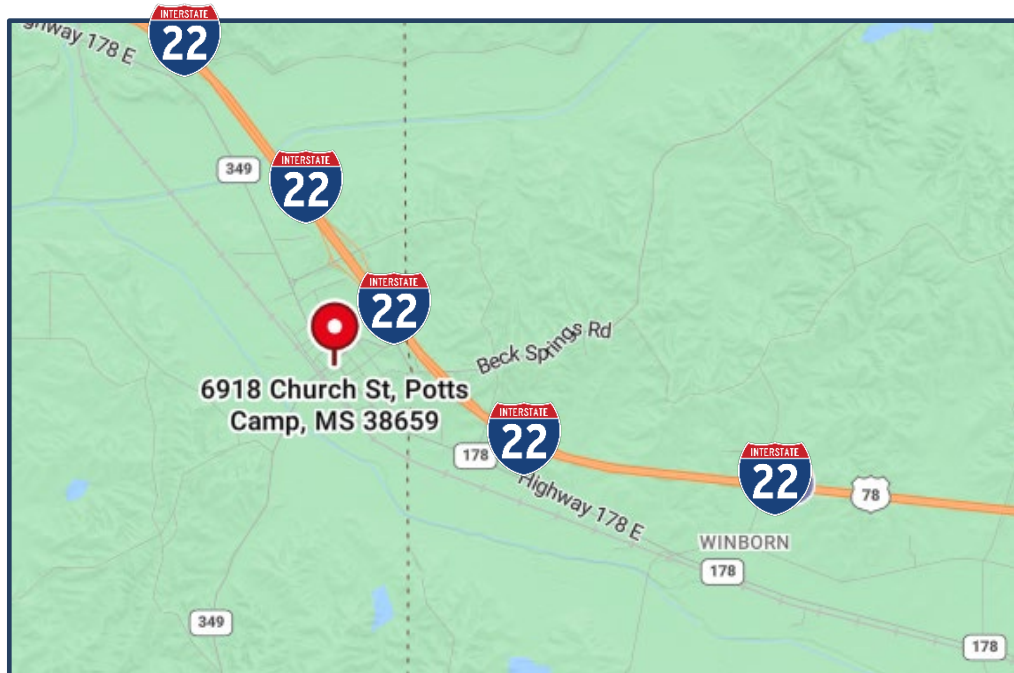 INTERSTATE
22
ghway 178 E
349
INTERSTATE
22
INTERSTATE
22
Beck Springs Rd
6918 Church St, Potts
Camp, MS 38659
INTERSTATE
22
178
Highway 178 E
INTERSTATE
22
78
WINBORN
178
349
178